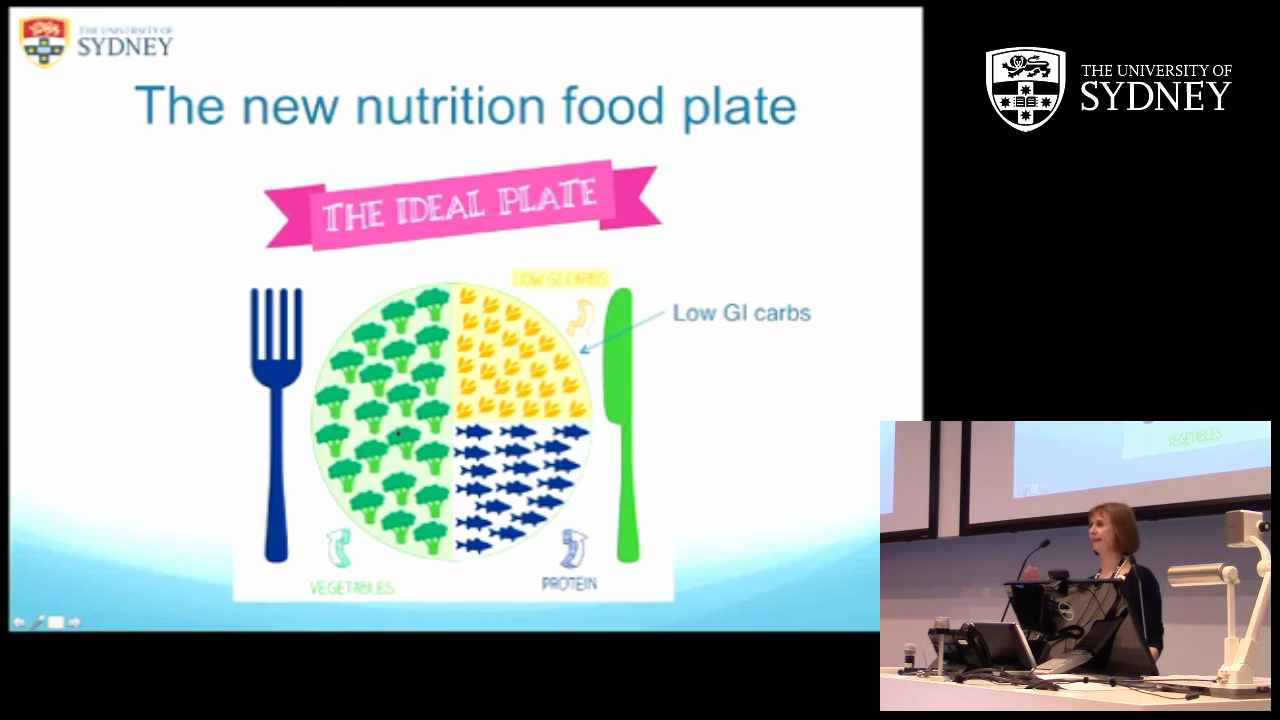 THE UNIVERSITY OF
SYDNEY
The new nutrition food plate
THE IDEAL PLATE
LOW GI CARBS
Low GI carbs
VEGETABLES
PROTEIN
THE UNIVERSITY OF
SYDNEY
VEGETABLES
DELL